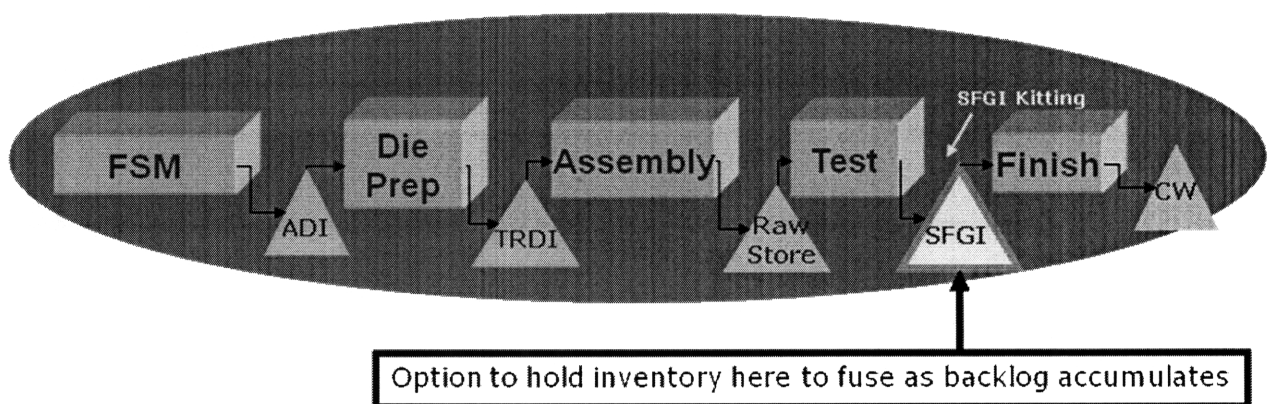 SFGI Kitting
FSM
Die
Prep
Assembly
Test
Finish
ADI
TRDI
Raw
Store
SFGI
CW
Option to hold inventory here to fuse as backlog accumulates